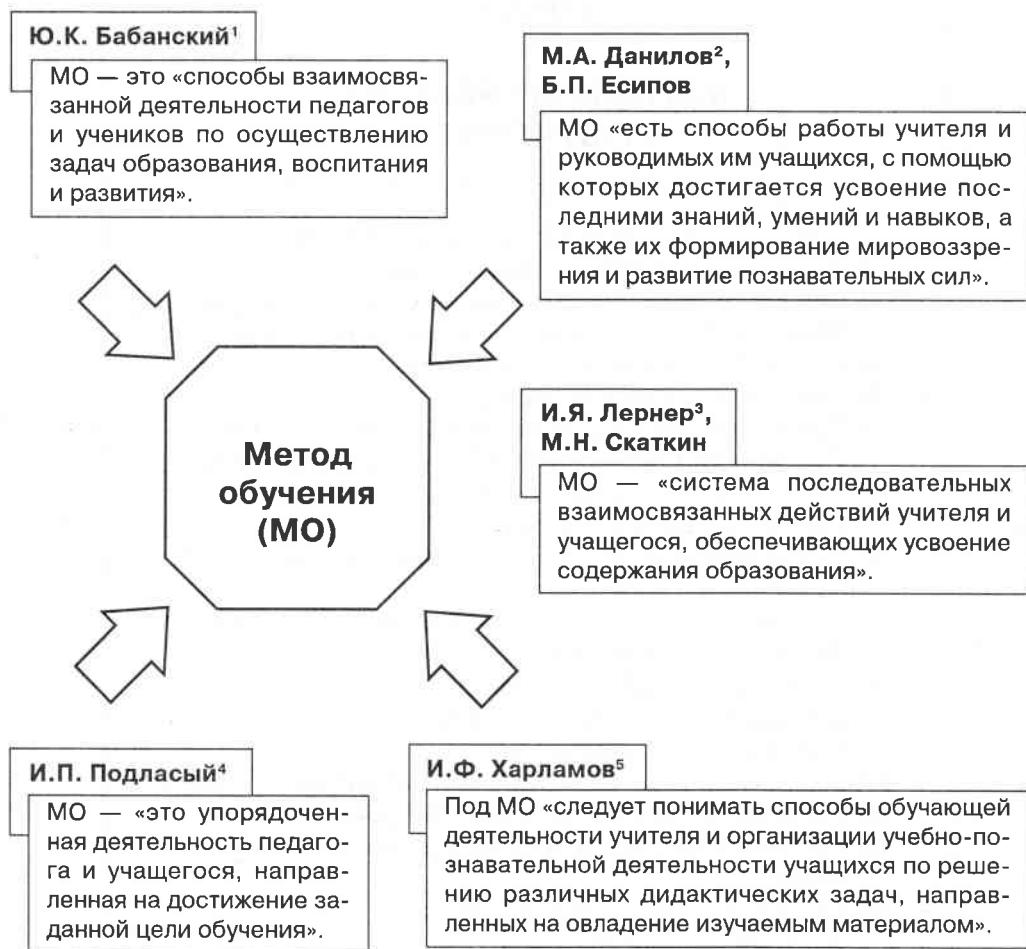 Ю.К. Бабанский¹
МО — это «способы взаимосвя-
занной деятельности педагогов
и учеников по осуществлению
задач образования, воспитания
и развития».
М.А. Данилов²,
Б.П. Есипов
МО «есть способы работы учителя и
руководимых им учащихся, с помощью
которых достигается усвоение пос-
ледними знаний, умений и навыков, а
также их формирование мировоззре-
ния и развитие познавательных сил».
Метод
обучения
(МО)
И.Я. Лернер³,
М.Н. Скаткин
МО — «система последовательных
взаимосвязанных действий учителя и
учащегося, обеспечивающих усвоение
содержания образования».
И.П. Подласый⁴
МО — «это упорядочен-
ная деятельность педаго-
га и учащегося, направ-
ленная на достижение за-
данной цели обучения».
И.Ф. Харламов⁵
Под МО «следует понимать способы обучающей
деятельности учителя и организации учебно-по-
знавательной деятельности учащихся по реше-
нию различных дидактических задач, направ-
ленных на овладение изучаемым материалом».